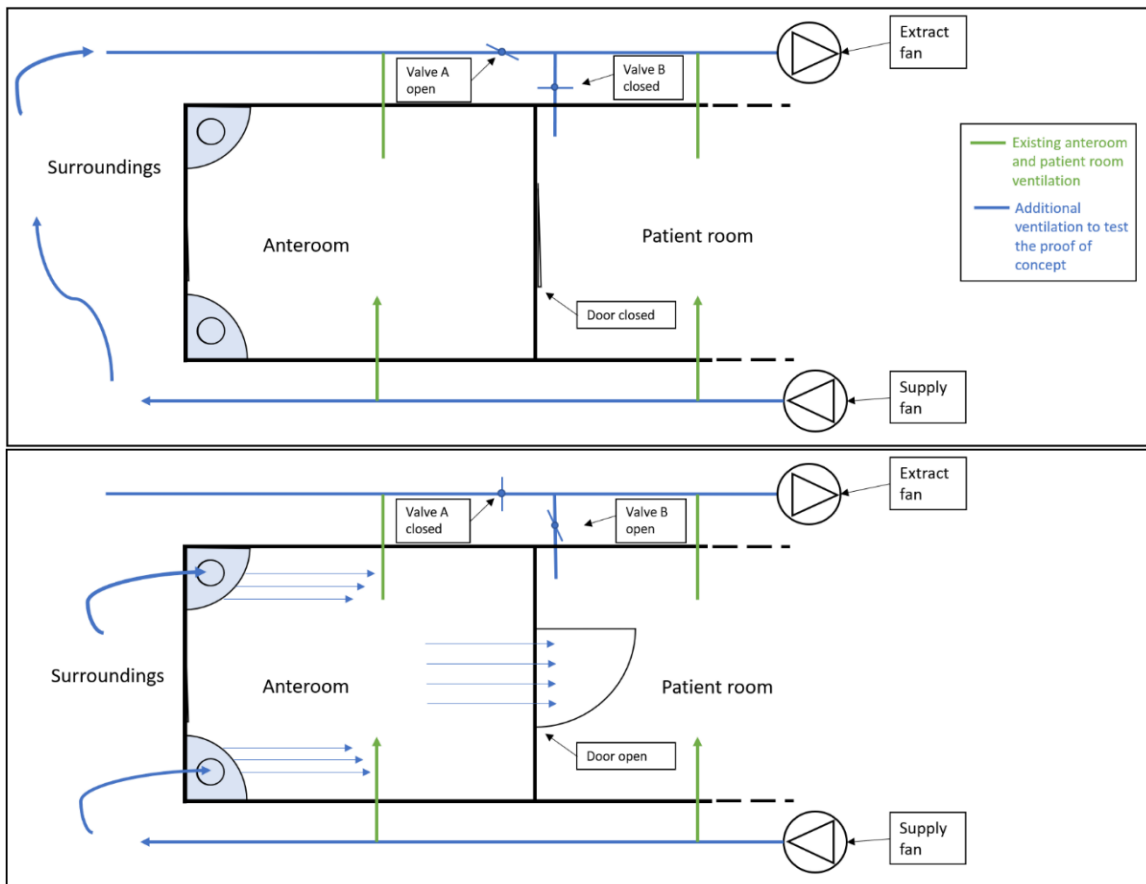 Extract
fan
Valve A
open
Valve B
closed
Surroundings
Anteroom
Patient room
Door closed
Supply
fan
Existing anteroom
and patient room
ventilation
Additional
ventilation to test
the proof of
concept
Extract
fan
Valve A
closed
Valve B
open
Surroundings
Anteroom
Patient room
Door open
Supply
fan